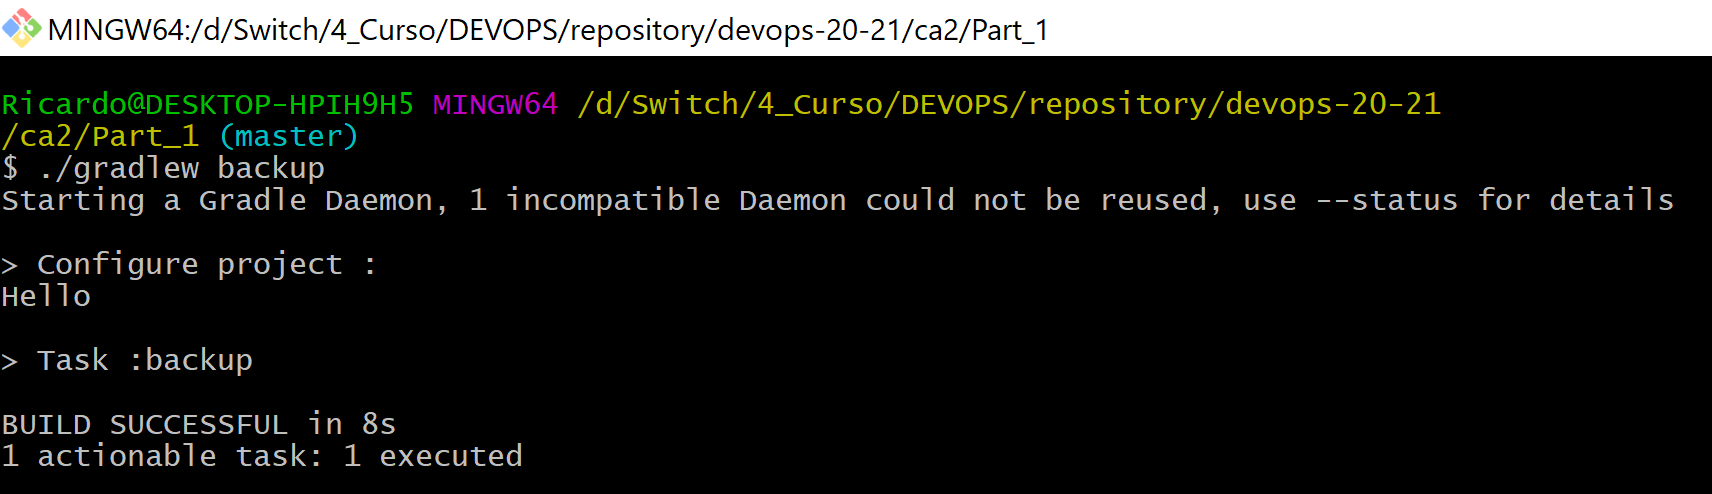 MINGW64:/d/Switch/4_Curso/DEVOPS/repository/devops-20-21/ca2/Part_1
Ricardo@DESKTOP-HPIH9H5 MINGW64 /d/Switch/4_Curso/DEVOPS/repository/devops-20-21
/ca2/Part_1 (master)
$ ./gradlew backup
Starting a Gradle Daemon, 1 incompatible Daemon could not be reused, use --status for details
> Configure project :
Hello
> Task :backup
BUILD SUCCESSFUL in 8s
1 actionable task: 1 executed